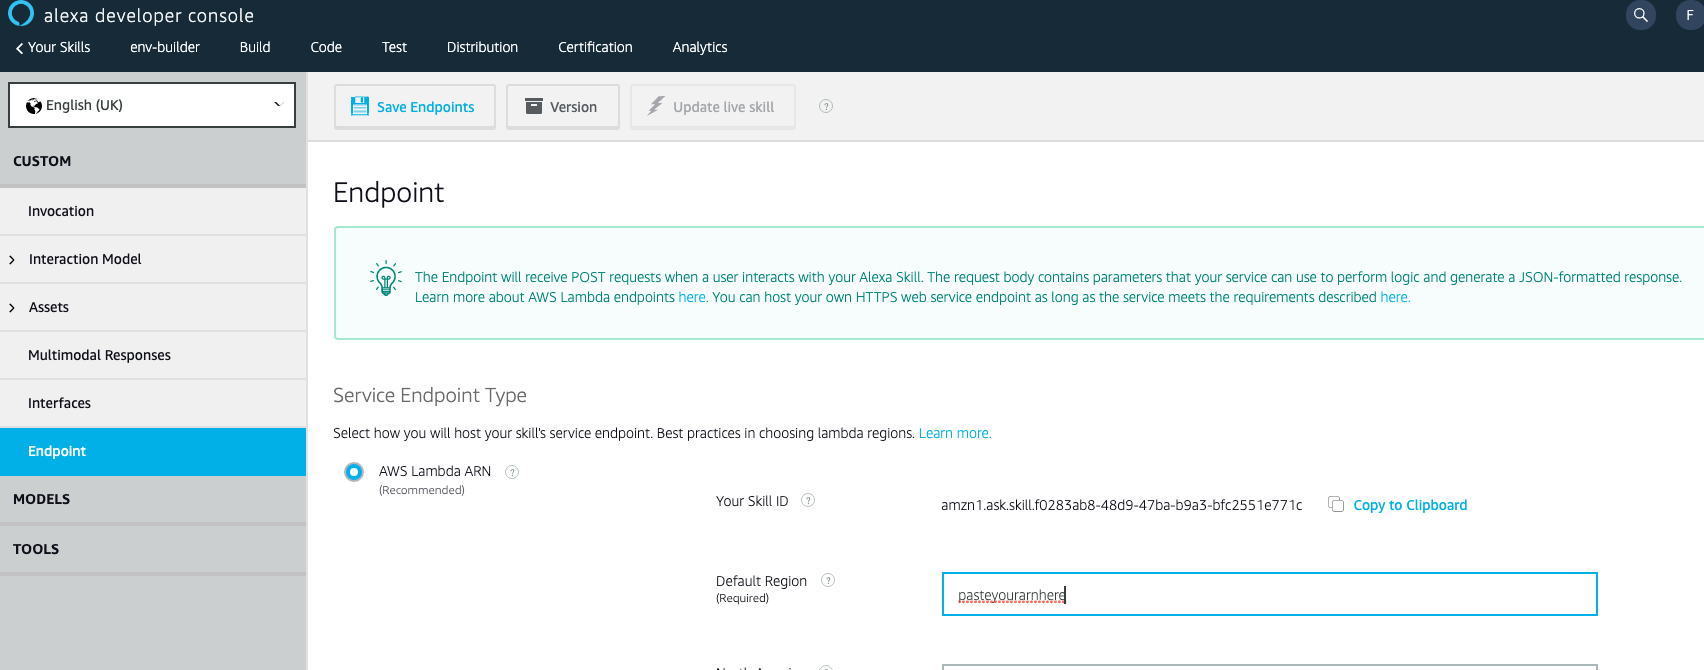 alexa developer console
F
Your Skills env-builder Build Code Test Distribution Certification Analytics
English (UK)
Save Endpoints Version Update live skill ?
CUSTOM
Invocation
Interaction Model
Assets
Multimodal Responses
Interfaces
Endpoint
MODELS
TOOLS
Endpoint
The Endpoint will receive POST requests when a user interacts with your Alexa Skill. The request body contains parameters that your service can use to perform logic and generate a JSON-formatted response.
Learn more about AWS Lambda endpoints here. You can host your own HTTPS web service endpoint as long as the service meets the requirements described here.
Service Endpoint Type
Select how you will host your skill's service endpoint. Best practices in choosing lambda regions. Learn more.
AWS Lambda ARN ?
(Recommended)
Your Skill ID ? amzn1.ask.skill.f0283ab8-48d9-47ba-b9a3-bfc2551e771c Copy to Clipboard
Default Region ?
(Required)
pasteyourarnhere